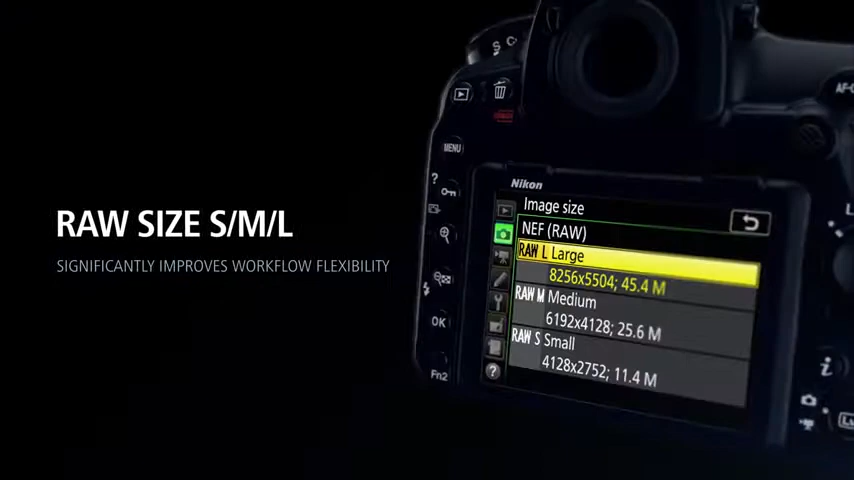 RAW SIZE S/M/L
SIGNIFICANTLY IMPROVES WORKFLOW FLEXIBILITY
S
MENU
?
OK
Fn2
Nikon
Image size
NEF (RAW)
RAW L Large
8256x5504; 45.4 M
RAW M Medium
6192x4128; 25.6 M
RAW S Small
4128x2752; 11.4 M
?
i